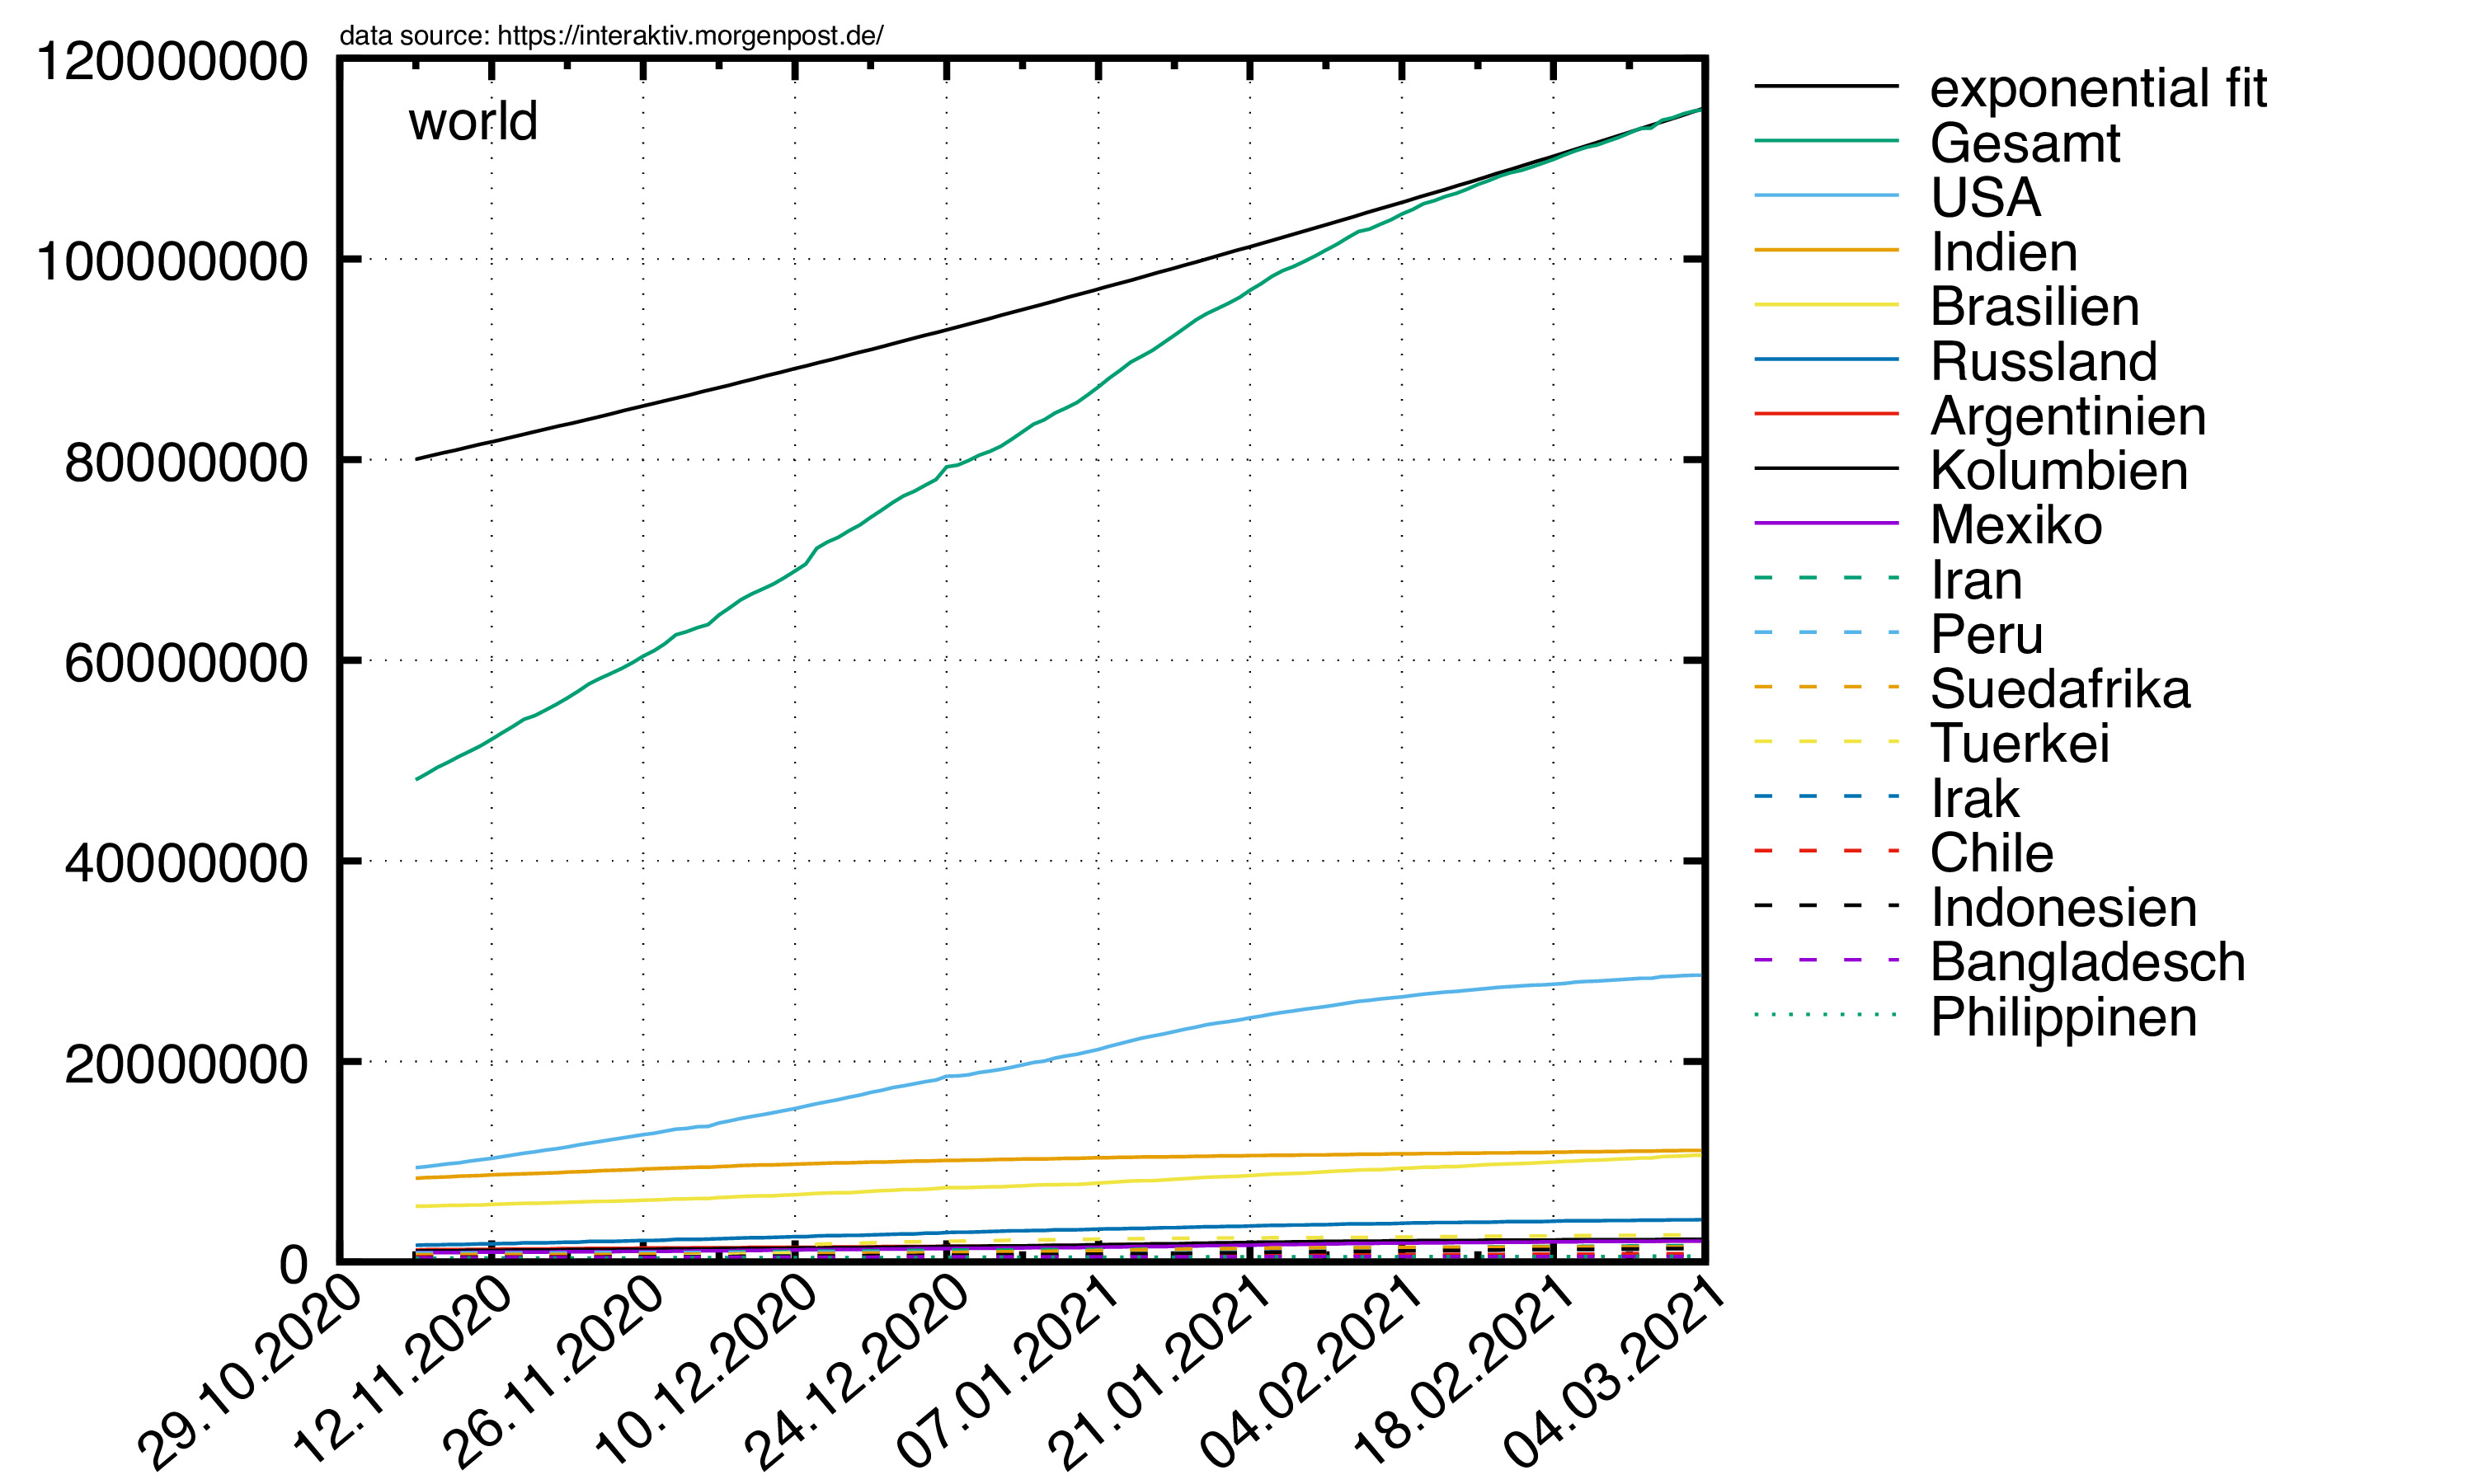 data source: https://interaktiv.morgenpost.de/
120000000
100000000
80000000
60000000
40000000
20000000
0
world
29.10.2020
12.11.2020
26.11.2020
10.12.2020
24.12.2020
07.01.2021
21.01.2021
04.02.2021
18.02.2021
04.03.2021
exponential fit
Gesamt
USA
Indien
Brasilien
Russland
Argentinien
Kolumbien
Mexiko
Iran
Peru
Suedafrika
Tuerkei
Irak
Chile
Indonesien
Bangladesch
Philippinen